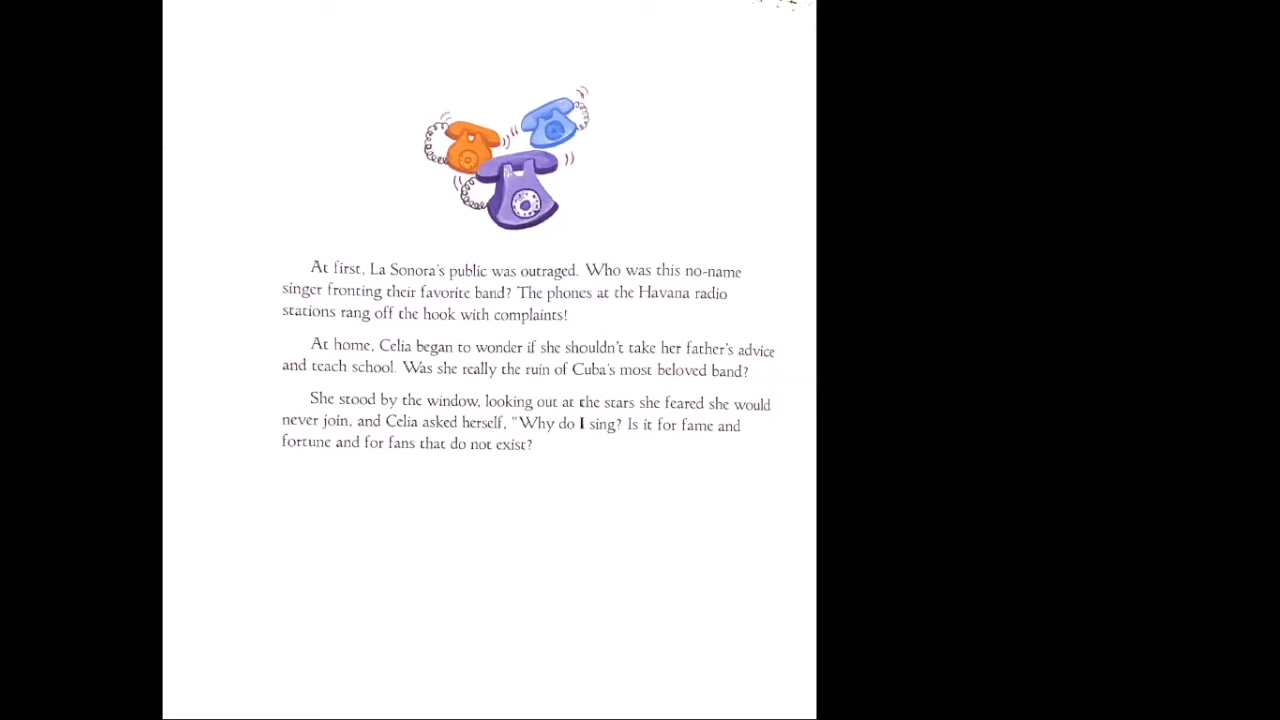 At first, La Sonora's public was outraged. Who was this no-name
singer fronting their favorite band? The phones at the Havana radio
stations rang off the hook with complaints!
At home, Celia began to wonder if she shouldn't take her father's advice
and teach school. Was she really the ruin of Cuba's most beloved band?
She stood by the window, looking out at the stars she feared she would
never join, and Celia asked herself, "Why do I sing? Is it for fame and
fortune and for fans that do not exist?